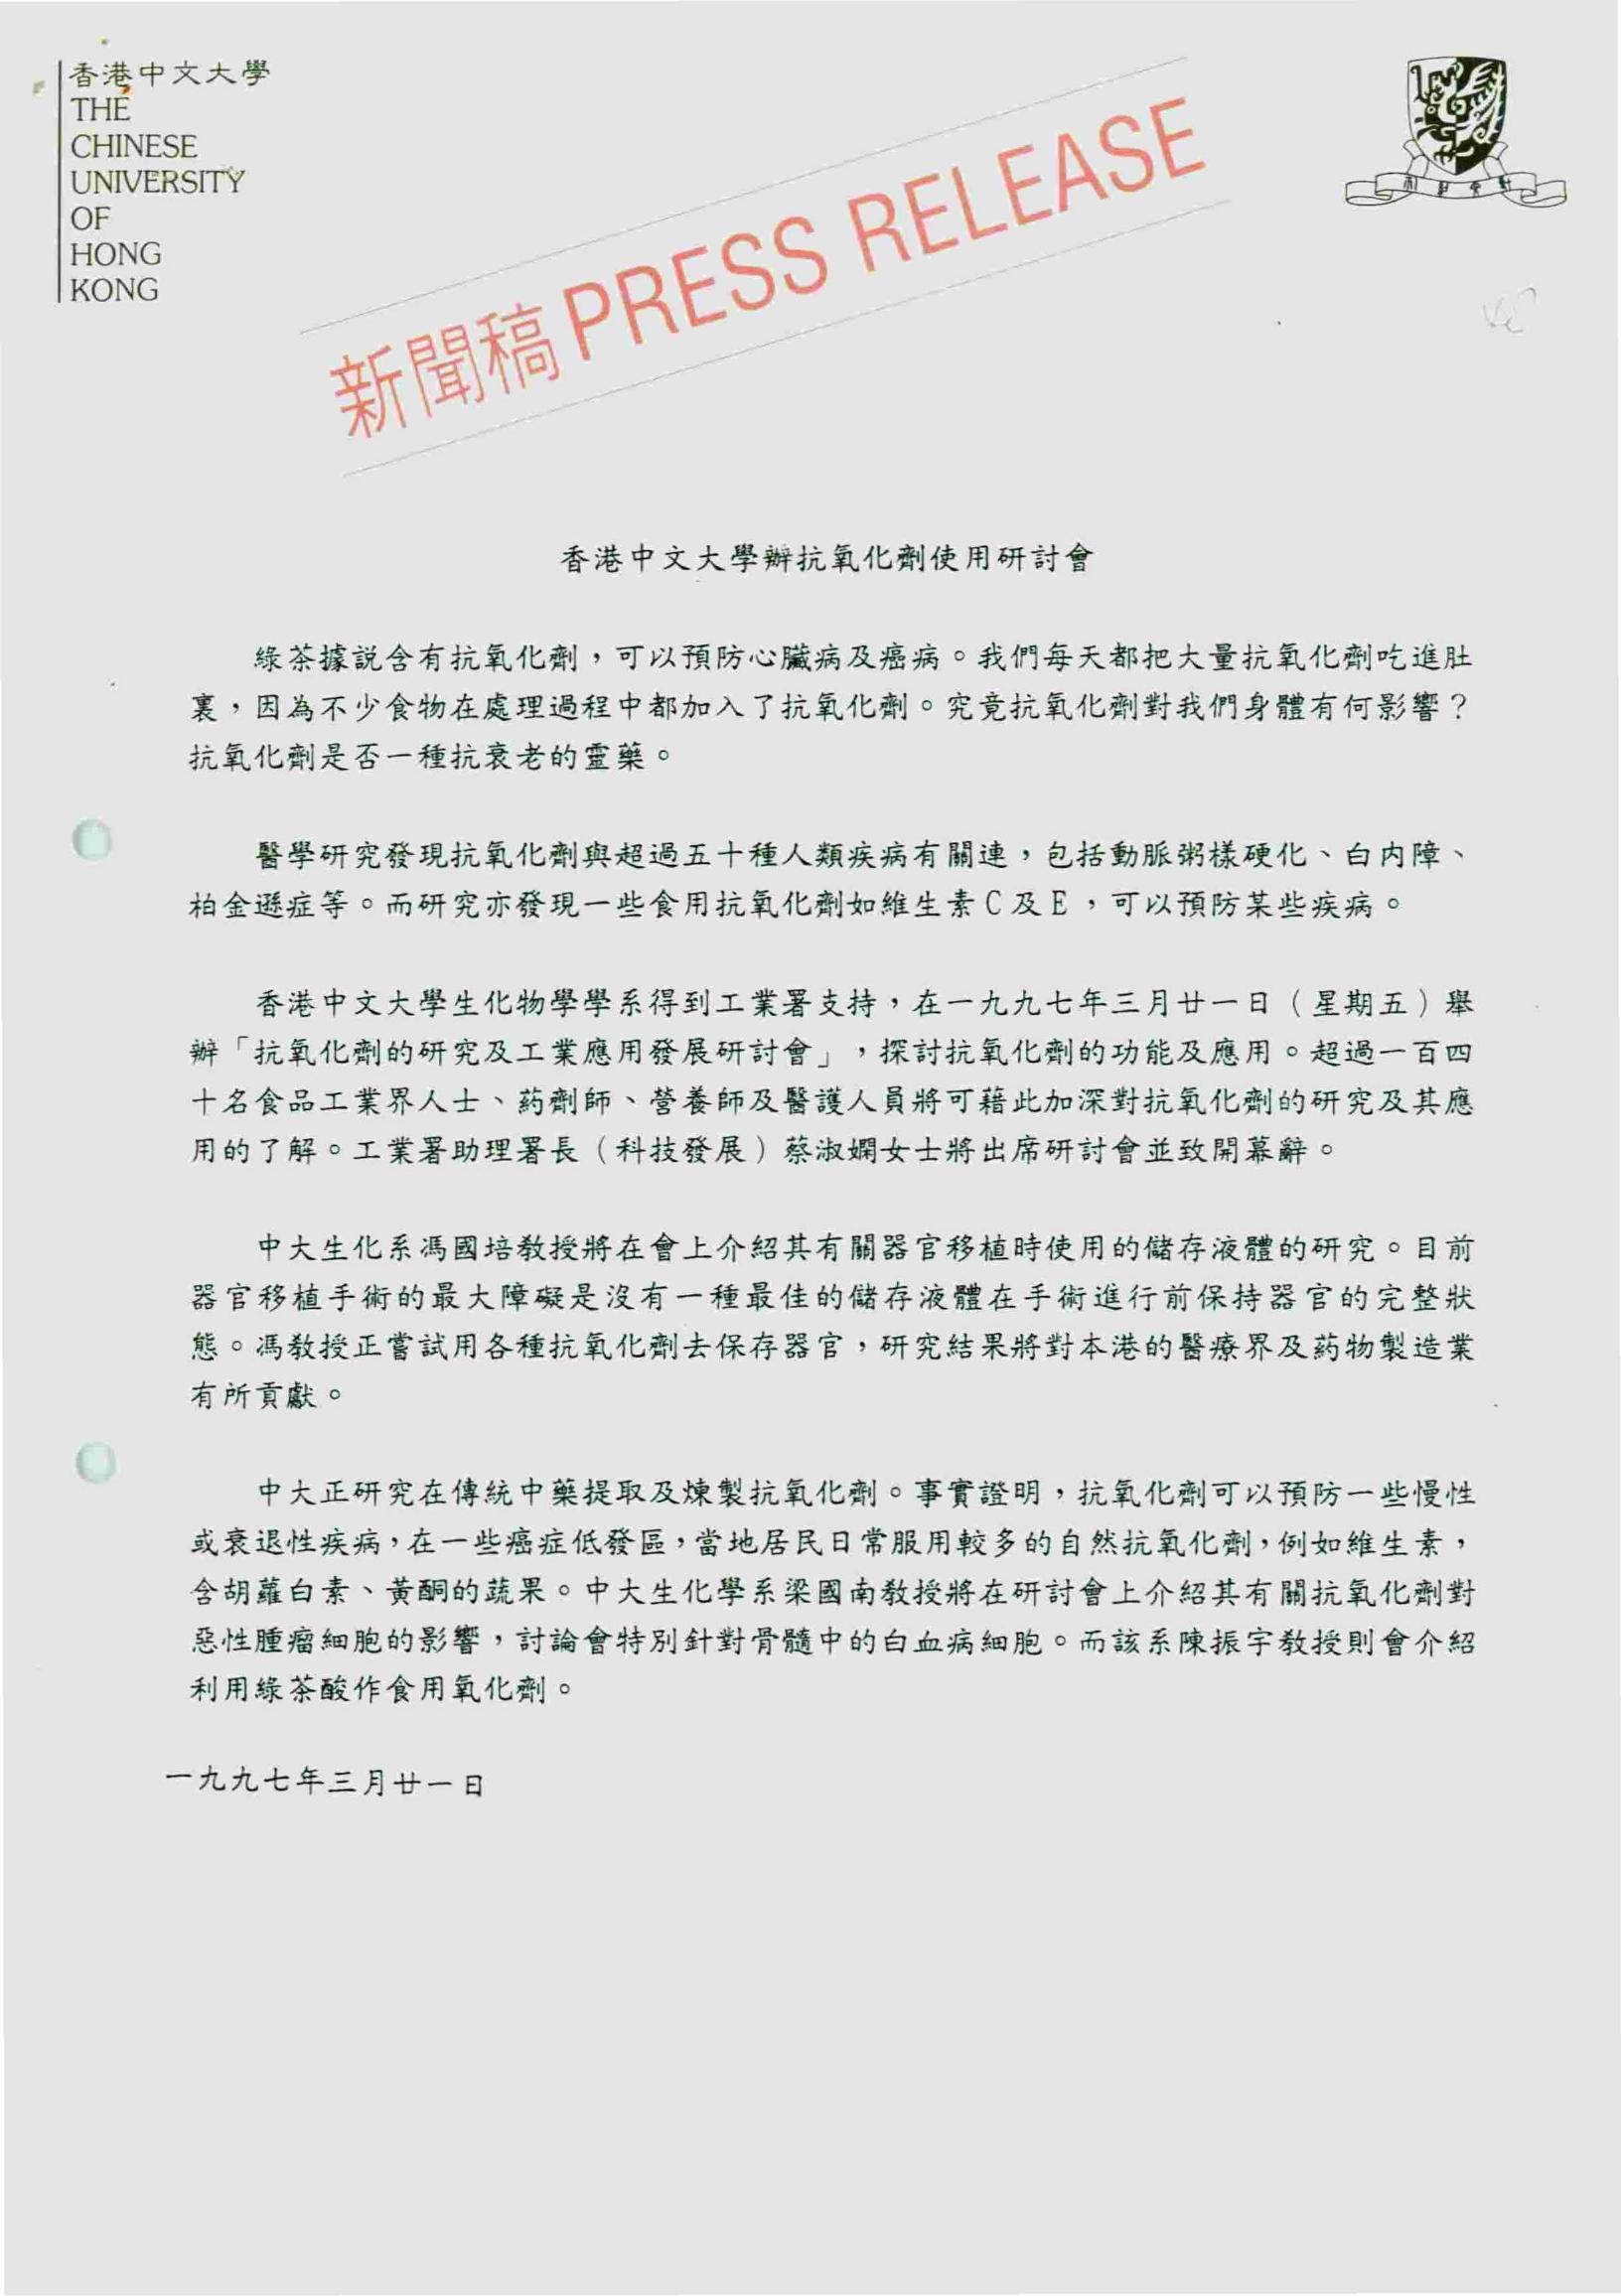 香港中文大學
THE
CHINESE
UNIVERSITY
OF
HONG
KONG
新聞稿 PRESS RELEASE
香港中文大學辦抗氧化劑使用研討會
綠茶據說含有抗氧化劑，可以預防心臟病及癌病。我們每天都把大量抗氧化劑吃進肚
裏，因為不少食物在處理過程中都加入了抗氧化劑。究竟抗氧化劑對我們身體有何影響？
抗氧化劑是否一種抗衰老的靈藥。
醫學研究發現抗氧化劑與超過五十種人類疾病有關連，包括動脈粥樣硬化、白內障、
柏金遜症等。而研究亦發現一些食用抗氧化劑如維生素C及E，可以預防某些疾病。
香港中文大學生化物學學系得到工業署支持，在一九九七年三月廿一日（星期五）舉
辦「抗氧化劑的研究及工業應用發展研討會」，探討抗氧化劑的功能及應用。超過一百四
十名食品工業界人士、葯劑師、營養師及醫護人員將可藉此加深對抗氧化劑的研究及其應
用的了解。工業署助理署長（科技發展）蔡淑嫻女士將出席研討會並致開幕辭。
中大生化系馮國培教授將在會上介紹其有關器官移植時使用的儲存液體的研究。目前
器官移植手術的最大障礙是沒有一種最佳的儲存液體在手術進行前保持器官的完整狀
態。馮教授正嘗試用各種抗氧化劑去保存器官，研究結果將對本港的醫療界及葯物製造業
有所貢獻。
中大正研究在傳統中藥提取及煉製抗氧化劑。事實證明，抗氧化劑可以預防一些慢性
或衰退性疾病，在一些癌症低發區，當地居民日常服用較多的自然抗氧化劑，例如維生素，
含胡蘿白素、黃酮的蔬果。中大生化學系梁國南教授將在研討會上介紹其有關抗氧化劑對
惡性腫瘤細胞的影響，討論會特別針對骨髓中的白血病細胞。而該系陳振宇教授則會介紹
利用綠茶酸作食用氧化劑。
一九九七年三月廿一日